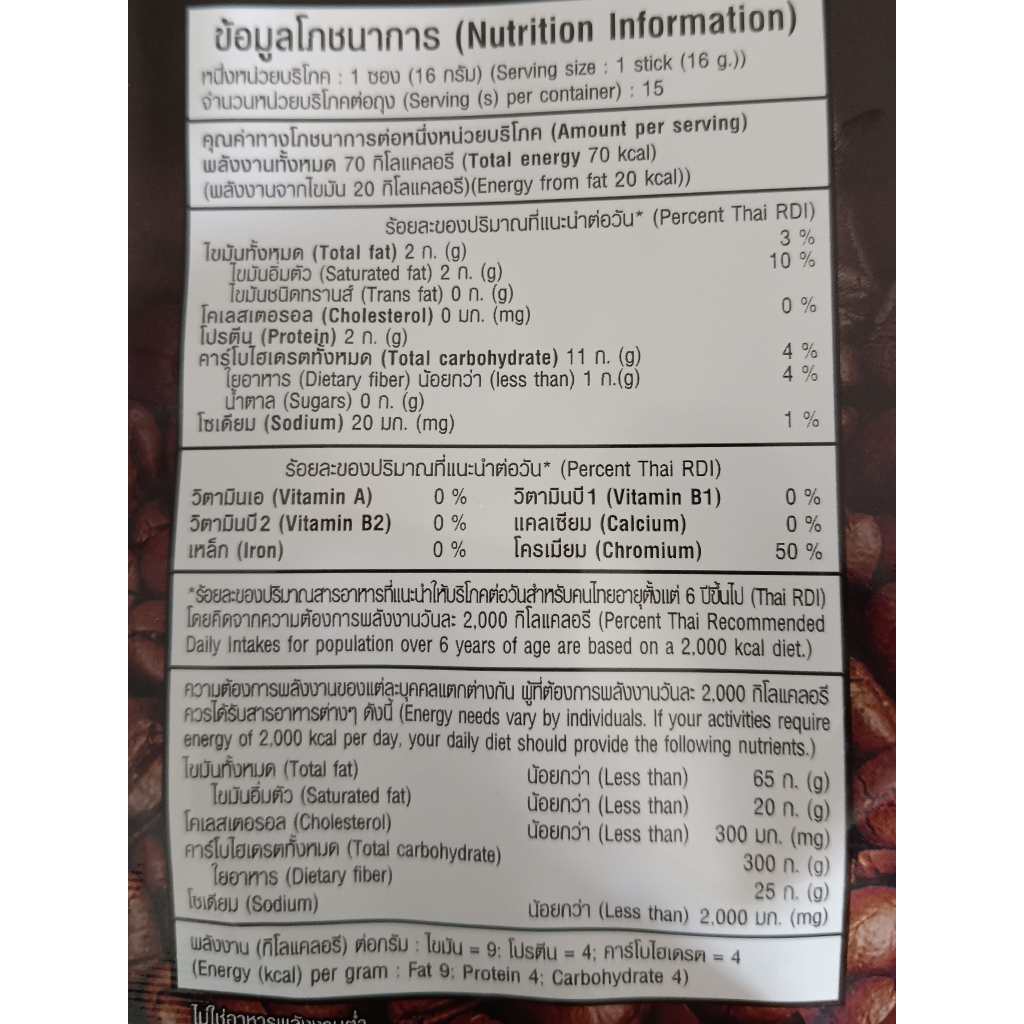 ข้อมูลโภชนาการ (Nutrition Information)
หนึ่งหน่วยบริโภค : 1 ซอง (16 กรัม) (Serving size : 1 stick (16 g.))
จำนวนหน่วยบริโภคต่อถุง (Serving (s) per container) : 15
คุณค่าทางโภชนาการต่อหนึ่งหน่วยบริโภค (Amount per serving)
พลังงานทั้งหมด 70 กิโลแคลอรี (Total energy 70 kcal)
(พลังงานจากไขมัน 20 กิโลแคลอรี)(Energy from fat 20 kcal))
ร้อยละของปริมาณที่แนะนำต่อวัน* (Percent Thai RDI)
ไขมันทั้งหมด (Total fat) 2 ก. (g) 3 %
ไขมันอิ่มตัว (Saturated fat) 2 ก. (g) 10 %
ไขมันชนิดทรานส์ (Trans fat) 0 ก. (g)
โคเลสเตอรอล (Cholesterol) 0 มก. (mg) 0 %
โปรตีน (Protein) 2 ก. (g)
คาร์โบไฮเดรตทั้งหมด (Total carbohydrate) 11 ก. (g) 4 %
ใยอาหาร (Dietary fiber) น้อยกว่า (less than) 1 ก.(g) 4 %
น้ำตาล (Sugars) 0 ก. (g)
โซเดียม (Sodium) 20 มก. (mg) 1 %
ร้อยละของปริมาณที่แนะนำต่อวัน* (Percent Thai RDI)
วิตามินเอ (Vitamin A) 0 % วิตามินบี 1 (Vitamin B1) 0 %
วิตามินบี 2 (Vitamin B2) 0 % แคลเซียม (Calcium) 0 %
เหล็ก (Iron) 0 % โครเมียม (Chromium) 50 %
*ร้อยละของปริมาณสารอาหารที่แนะนำให้บริโภคต่อวันสำหรับคนไทยอายุตั้งแต่ 6 ปีขึ้นไป (Thai RDI)
โดยคิดจากความต้องการพลังงานวันละ 2,000 กิโลแคลอรี (Percent Thai Recommended
Daily Intakes for population over 6 years of age are based on a 2,000 kcal diet.)
ความต้องการพลังงานของแต่ละบุคคลแตกต่างกัน ผู้ที่ต้องการพลังงานวันละ 2,000 กิโลแคลอรี
ควรได้รับสารอาหารต่างๆ ดังนี้ (Energy needs vary by individuals. If your activities require
energy of 2,000 kcal per day, your daily diet should provide the following nutrients.)
ไขมันทั้งหมด (Total fat) น้อยกว่า (Less than) 65 ก. (g)
ไขมันอิ่มตัว (Saturated fat) น้อยกว่า (Less than) 20 ก. (g)
โคเลสเตอรอล (Cholesterol) น้อยกว่า (Less than) 300 มก. (mg)
คาร์โบไฮเดรตทั้งหมด (Total carbohydrate) 300 ก. (g)
ใยอาหาร (Dietary fiber) 25 ก. (g)
โซเดียม (Sodium) น้อยกว่า (Less than) 2,000 มก. (mg)
พลังงาน (กิโลแคลอรี) ต่อกรัม : ไขมัน = 9; โปรตีน = 4; คาร์โบไฮเดรต = 4
(Energy (kcal) per gram : Fat 9; Protein 4; Carbohydrate 4)